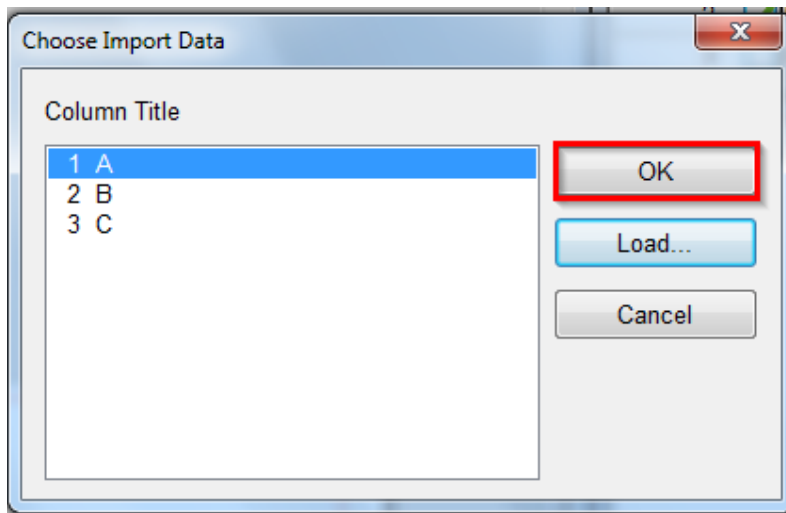 Choose Import Data
Column Title
1 A
2 B
3 C
OK
Load...
Cancel